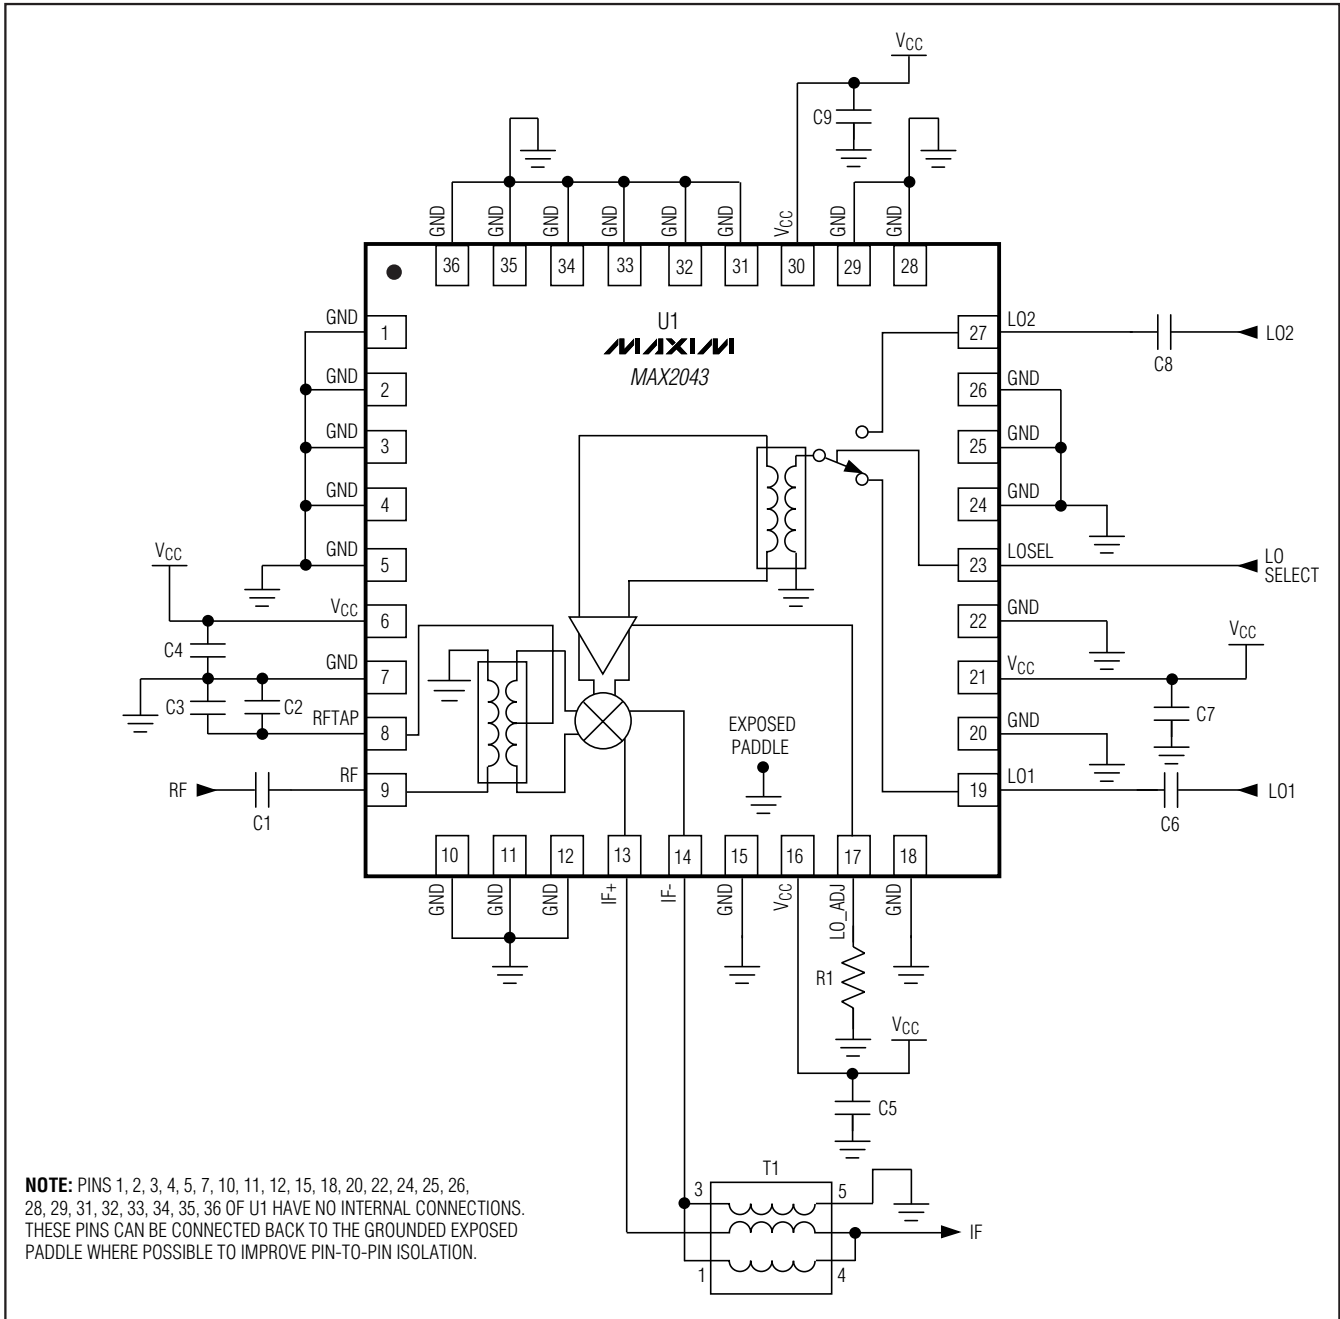 VCC
C9
GND
GND
GND
GND
GND
GND
VCC
GND
GND
36
35
34
33
32
31
30
29
28
U1
MAXIM
MAX2043
GND
1
GND
2
GND
3
GND
4
GND
5
VCC
VCC
6
C4
GND
7
C3
C2
RFTAP
8
RF
RF
9
C1
27
LO2
LO2
C8
26
GND
25
GND
24
GND
23
LOSEL
LO
SELECT
22
GND
VCC
21
VCC
C7
20
GND
19
LO1
LO1
C6
EXPOSED
PADDLE
10
11
12
13
14
15
16
17
18
GND
GND
GND
IF+
IF-
GND
VCC
LO_ADJ
GND
R1
VCC
C5
T1
3
5
IF
1
4
NOTE: PINS 1, 2, 3, 4, 5, 7, 10, 11, 12, 15, 18, 20, 22, 24, 25, 26,
28, 29, 31, 32, 33, 34, 35, 36 OF U1 HAVE NO INTERNAL CONNECTIONS.
THESE PINS CAN BE CONNECTED BACK TO THE GROUNDED EXPOSED
PADDLE WHERE POSSIBLE TO IMPROVE PIN-TO-PIN ISOLATION.